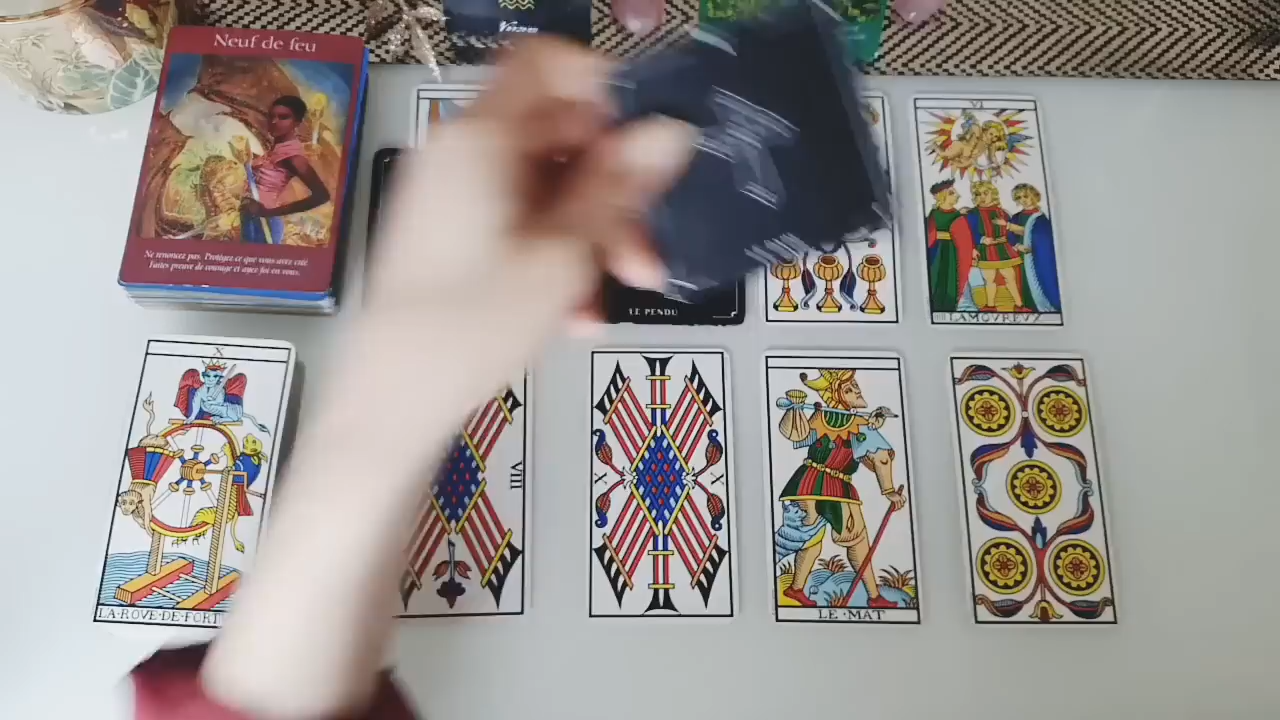 Neuf de feu
Ne renoncez pas. Protégez ce que vous avez créé.
Faites preuve de courage et ayez foi en vous.
LE PENDU
VI
LAMOVREVX
X
LA·ROVE·DE·FORT
VIII
X X
LE·MAT